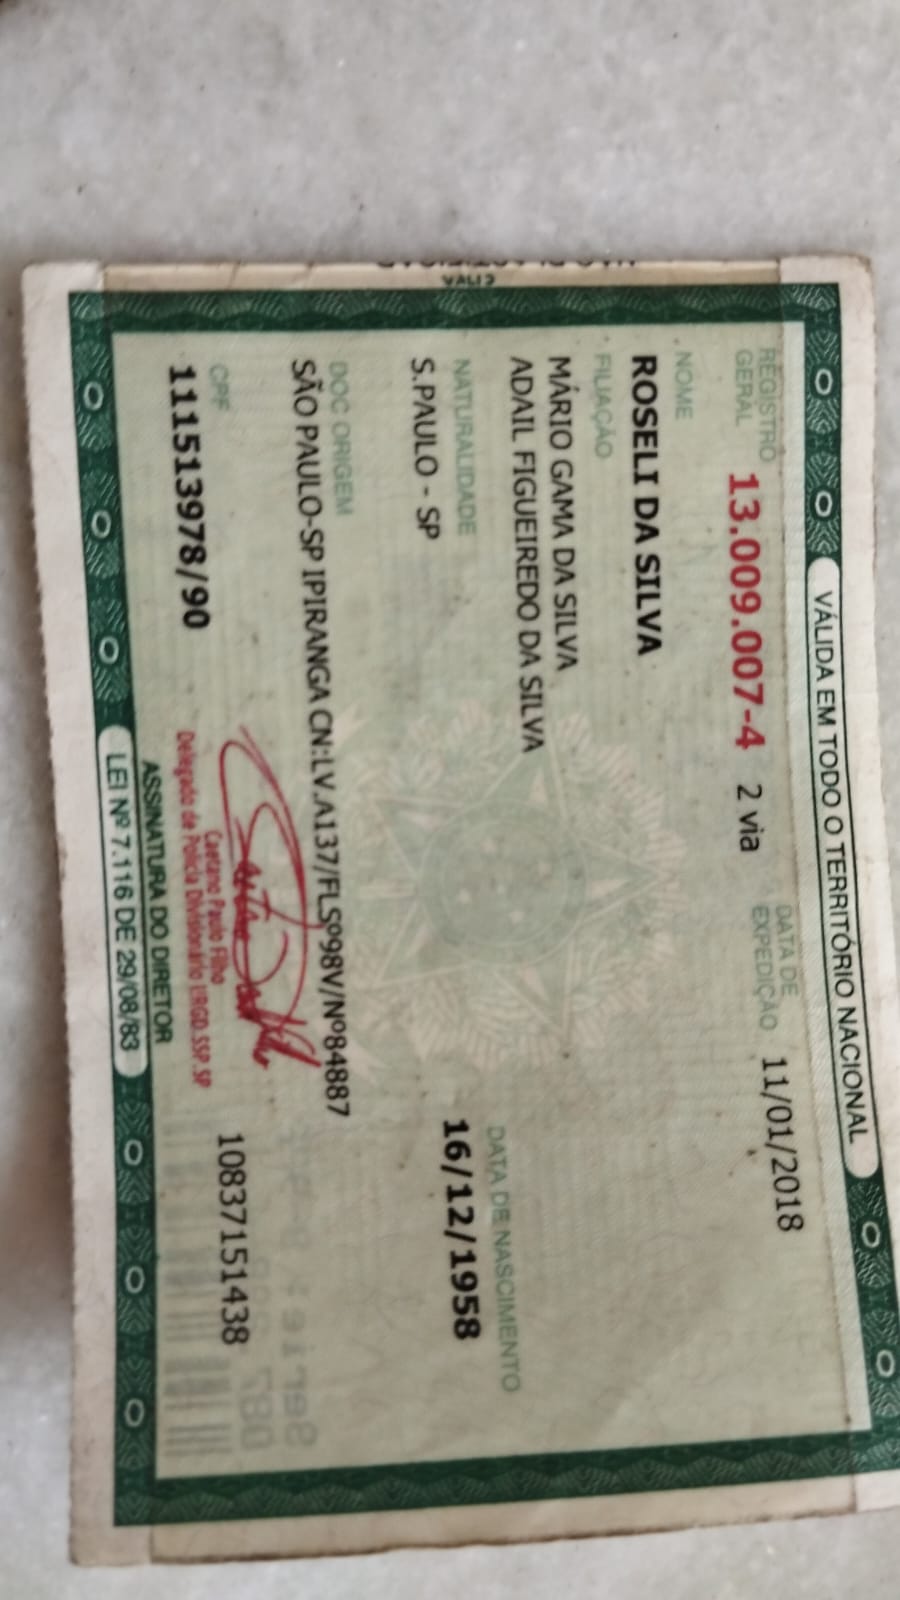 VÁLIDA EM TODO O TERRITÓRIO NACIONAL
REGISTRO GERAL 13.009.007-4 2 via DATA DE EXPEDIÇÃO 11/01/2018
NOME
ROSELI DA SILVA
FILIAÇÃO
MÁRIO GAMA DA SILVA
ADAIL FIGUEIREDO DA SILVA
NATURALIDADE DATA DE NASCIMENTO
S.PAULO - SP 16/12/1958
DOC ORIGEM
SÃO PAULO-SP IPIRANGA CN:LV.A137/FLSº98V/Nº84887
CPF
111513978/90 10837151438
Caetano Paulo Filho
Delegado de Polícia Divisionário IIRGD.SSP.SP
ASSINATURA DO DIRETOR
LEI Nº 7.116 DE 29/08/83